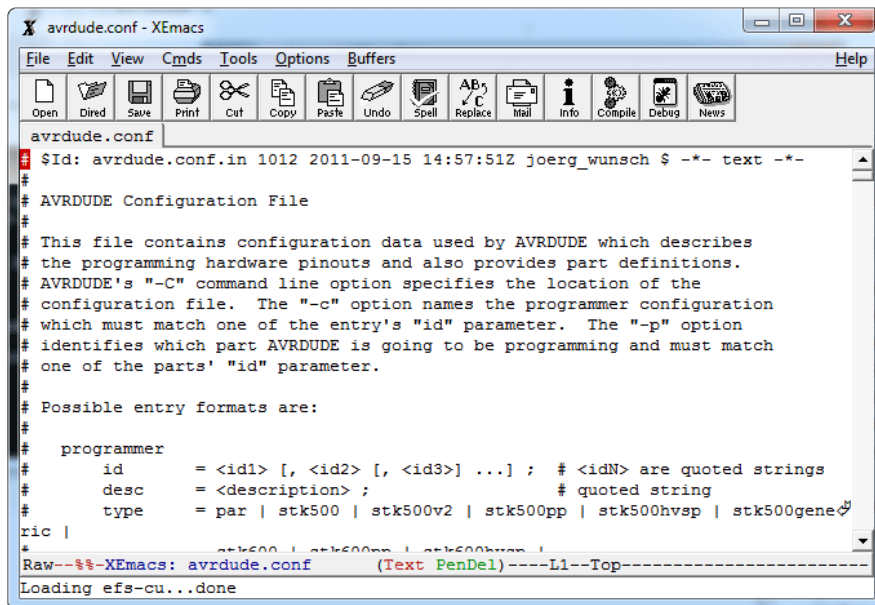 avrdude.conf - XEmacs
File Edit View Cmds Tools Options Buffers Help
Open Dired Save Print Cut Copy Paste Undo Spell Replace Mail Info Compile Debug News
avrdude.conf
# $Id: avrdude.conf.in 1012 2011-09-15 14:57:51Z joerg_wunsch $ -*- text -*-
#
# AVRDUDE Configuration File
#
# This file contains configuration data used by AVRDUDE which describes
# the programming hardware pinouts and also provides part definitions.
# AVRDUDE's "-C" command line option specifies the location of the
# configuration file.  The "-c" option names the programmer configuration
# which must match one of the entry's "id" parameter.  The "-p" option
# identifies which part AVRDUDE is going to be programming and must match
# one of the parts' "id" parameter.
#
# Possible entry formats are:
#
#   programmer
#       id       = <id1> [, <id2> [, <id3>] ...] ;  # <idN> are quoted strings
#       desc     = <description> ;                  # quoted string
#       type     = par | stk500 | stk500v2 | stk500pp | stk500hvsp | stk500gene
ric |
#                  stk600 | stk600pp | stk600hvsp |
Raw--%%-XEmacs: avrdude.conf      (Text PenDel)----L1--Top------------------------
Loading efs-cu...done